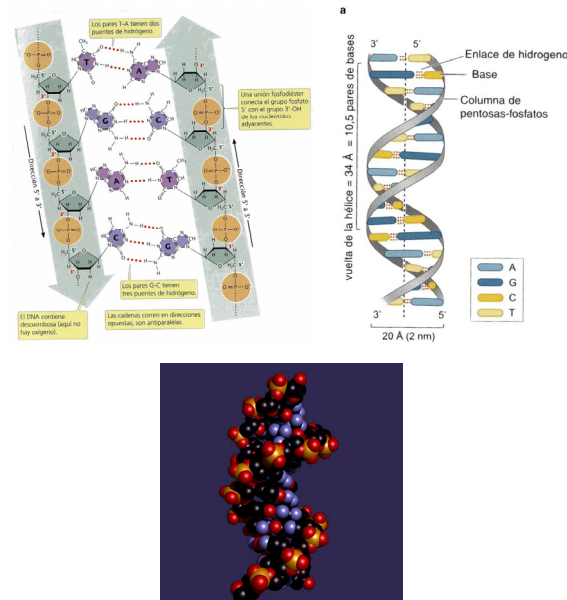 Los pares T-A tienen dos
puentes de hidrógeno.
T
A
G
C
A
T
C
G
Una unión fosfodiéster
conecta el grupo fosfato
5' con el grupo 3'-OH
de los nucleótidos
adyacentes.
Dirección 5' a 3'
Dirección 5' a 3'
Los pares G-C tienen
tres puentes de hidrógeno.
El DNA contiene
desoxirribosa (aquí no
hay oxígeno).
Las cadenas corren en direcciones
opuestas; son antiparalelas.
a
3' 5'
Enlace de hidrogeno
Base
Columna de
pentosas-fosfatos
vuelta de la hélice = 34 Å = 10,5 pares de bases
A
G
C
T
3' 5'
20 Å (2 nm)